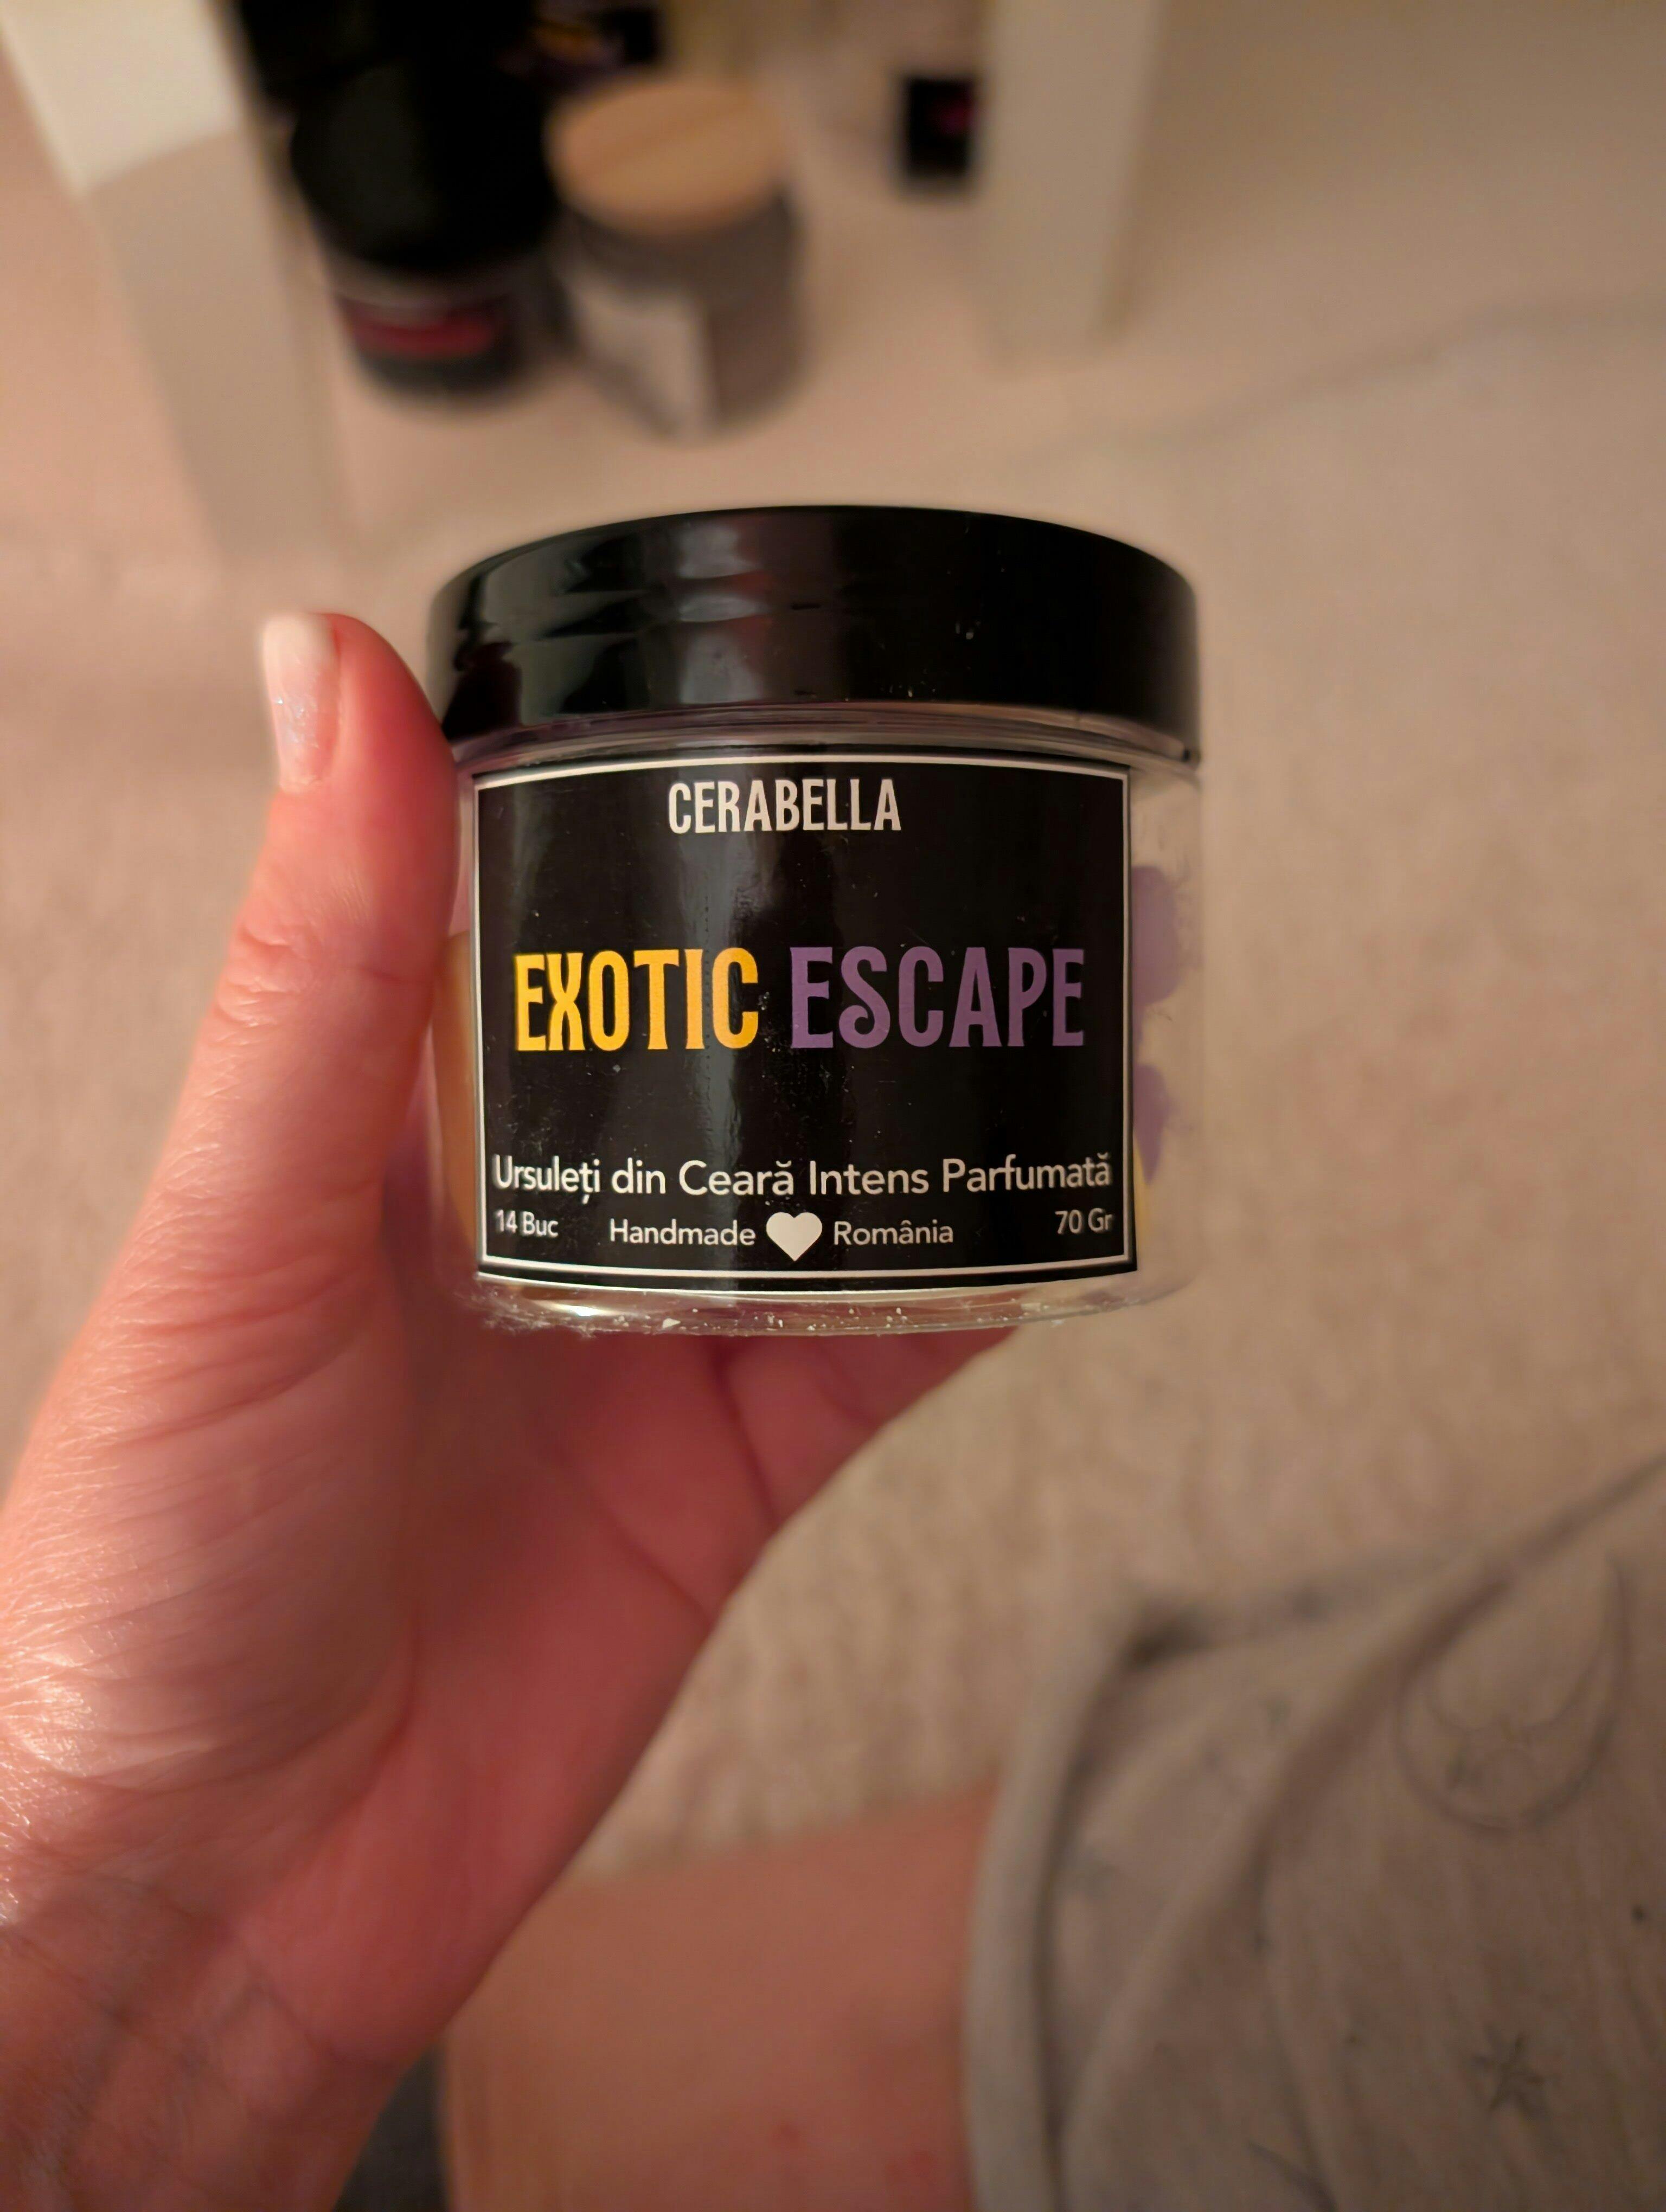 CERABELLA
EXOTIC ESCAPE
Ursuleți din Ceară Intens Parfumată
14 Buc Handmade România 70 Gr